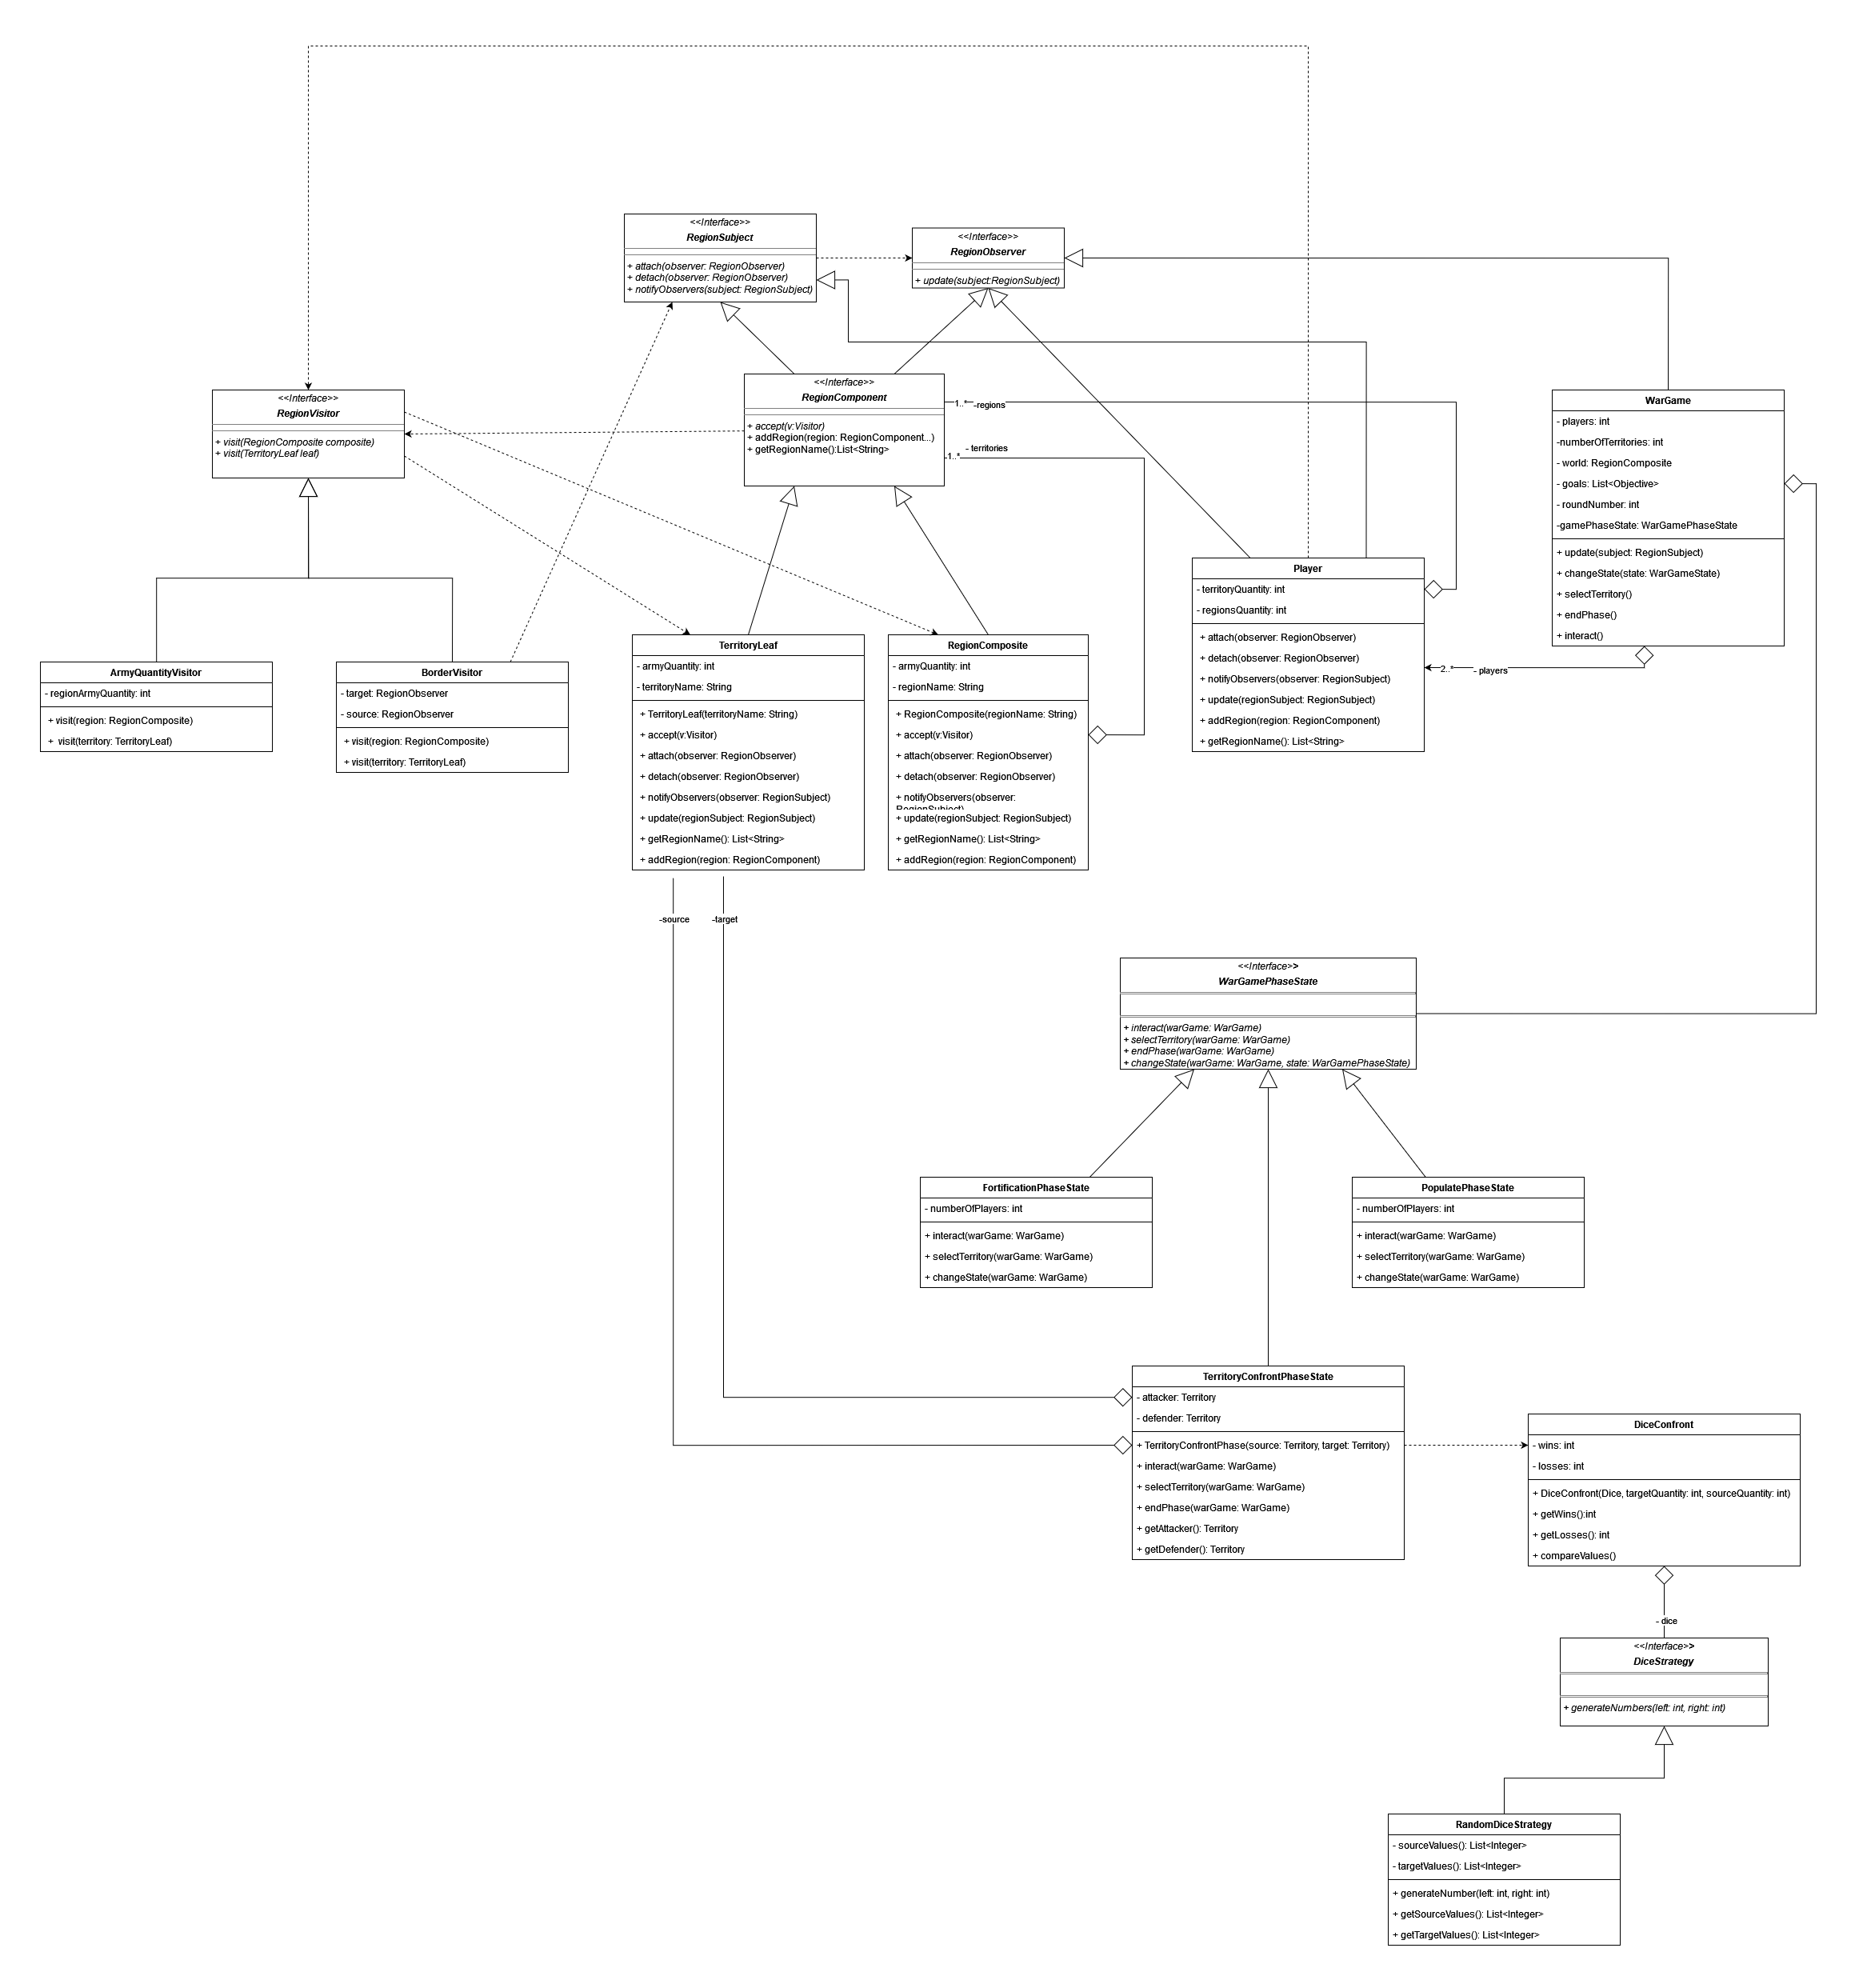 <<Interface>>
RegionSubject
+ attach(observer: RegionObserver)
+ detach(observer: RegionObserver)
+ notifyObservers(subject: RegionSubject)
<<Interface>>
RegionObserver
+ update(subject:RegionSubject)
<<Interface>>
RegionVisitor
+ visit(RegionComposite composite)
+ visit(TerritoryLeaf leaf)
<<Interface>>
RegionComponent
+ accept(v:Visitor)
+ addRegion(region: RegionComponent...)
+ getRegionName():List<String>
1..*
-regions
1..*
- territories
WarGame
- players: int
-numberOfTerritories: int
- world: RegionComposite
- goals: List<Objective>
- roundNumber: int
-gamePhaseState: WarGamePhaseState
+ update(subject: RegionSubject)
+ changeState(state: WarGameState)
+ selectTerritory()
+ endPhase()
+ interact()
Player
- territoryQuantity: int
- regionsQuantity: int
+ attach(observer: RegionObserver)
+ detach(observer: RegionObserver)
+ notifyObservers(observer: RegionSubject)
+ update(regionSubject: RegionSubject)
+ addRegion(region: RegionComponent)
+ getRegionName(): List<String>
2..*
- players
ArmyQuantityVisitor
- regionArmyQuantity: int
+ visit(region: RegionComposite)
+ visit(territory: TerritoryLeaf)
BorderVisitor
- target: RegionObserver
- source: RegionObserver
+ visit(region: RegionComposite)
+ visit(territory: TerritoryLeaf)
TerritoryLeaf
- armyQuantity: int
- territoryName: String
+ TerritoryLeaf(territoryName: String)
+ accept(v:Visitor)
+ attach(observer: RegionObserver)
+ detach(observer: RegionObserver)
+ notifyObservers(observer: RegionSubject)
+ update(regionSubject: RegionSubject)
+ getRegionName(): List<String>
+ addRegion(region: RegionComponent)
RegionComposite
- armyQuantity: int
- regionName: String
+ RegionComposite(regionName: String)
+ accept(v:Visitor)
+ attach(observer: RegionObserver)
+ detach(observer: RegionObserver)
+ notifyObservers(observer:
RegionSubject)
+ update(regionSubject: RegionSubject)
+ getRegionName(): List<String>
+ addRegion(region: RegionComponent)
-source
-target
<<Interface>>
WarGamePhaseState
+ interact(warGame: WarGame)
+ selectTerritory(warGame: WarGame)
+ endPhase(warGame: WarGame)
+ changeState(warGame: WarGame, state: WarGamePhaseState)
FortificationPhaseState
- numberOfPlayers: int
+ interact(warGame: WarGame)
+ selectTerritory(warGame: WarGame)
+ changeState(warGame: WarGame)
PopulatePhaseState
- numberOfPlayers: int
+ interact(warGame: WarGame)
+ selectTerritory(warGame: WarGame)
+ changeState(warGame: WarGame)
TerritoryConfrontPhaseState
- attacker: Territory
- defender: Territory
+ TerritoryConfrontPhase(source: Territory, target: Territory)
+ interact(warGame: WarGame)
+ selectTerritory(warGame: WarGame)
+ endPhase(warGame: WarGame)
+ getAttacker(): Territory
+ getDefender(): Territory
DiceConfront
- wins: int
- losses: int
+ DiceConfront(Dice, targetQuantity: int, sourceQuantity: int)
+ getWins():int
+ getLosses(): int
+ compareValues()
- dice
<<Interface>>
DiceStrategy
+ generateNumbers(left: int, right: int)
RandomDiceStrategy
- sourceValues(): List<Integer>
- targetValues(): List<Integer>
+ generateNumber(left: int, right: int)
+ getSourceValues(): List<Integer>
+ getTargetValues(): List<Integer>